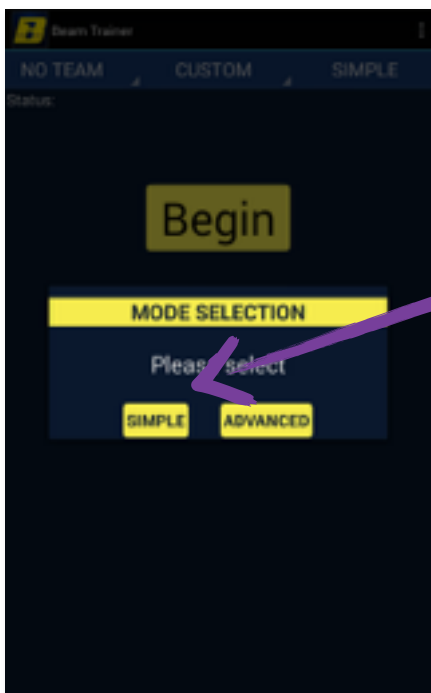 Beam Trainer
NO TEAM CUSTOM SIMPLE
Status:
Begin
MODE SELECTION
Please select
SIMPLE ADVANCED